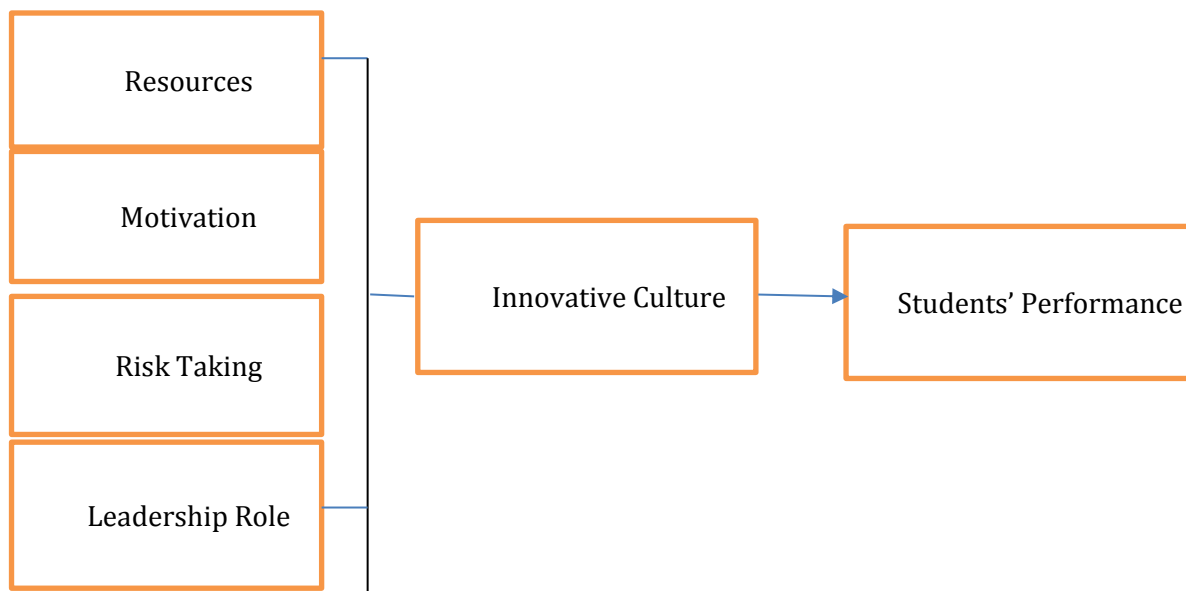 Resources
Motivation
Risk Taking
Leadership Role
Innovative Culture
Students’ Performance